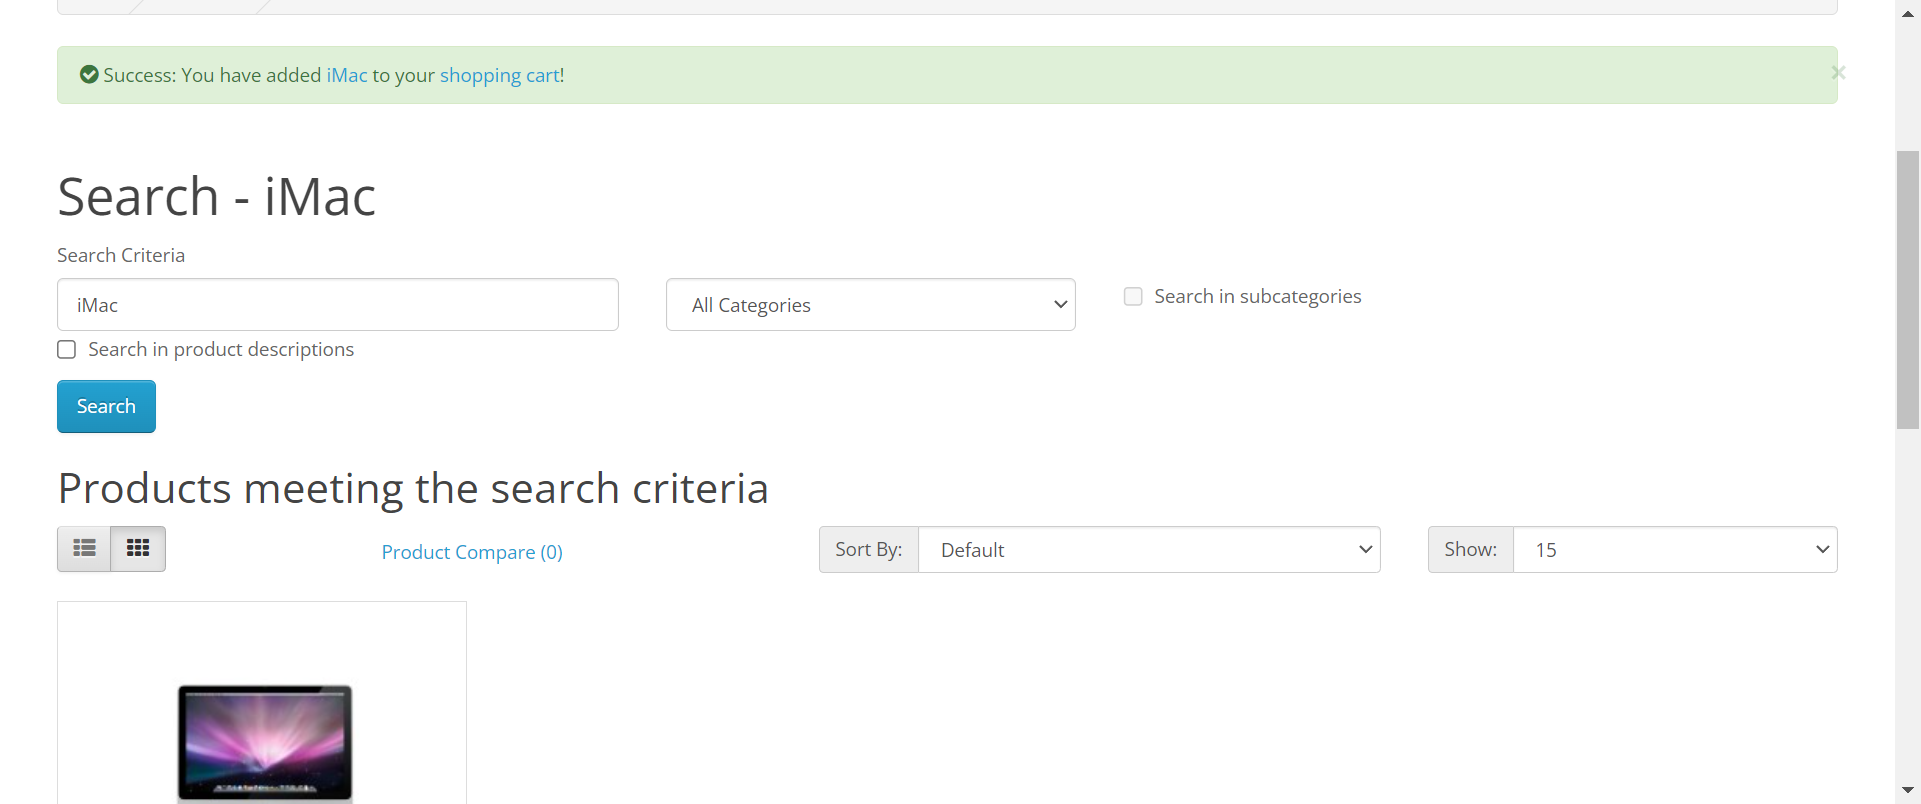 Success: You have added iMac to your shopping cart!
×
Search - iMac
Search Criteria
iMac
All Categories
Search in subcategories
Search in product descriptions
Search
Products meeting the search criteria
Product Compare (0)
Sort By:
Default
Show:
15